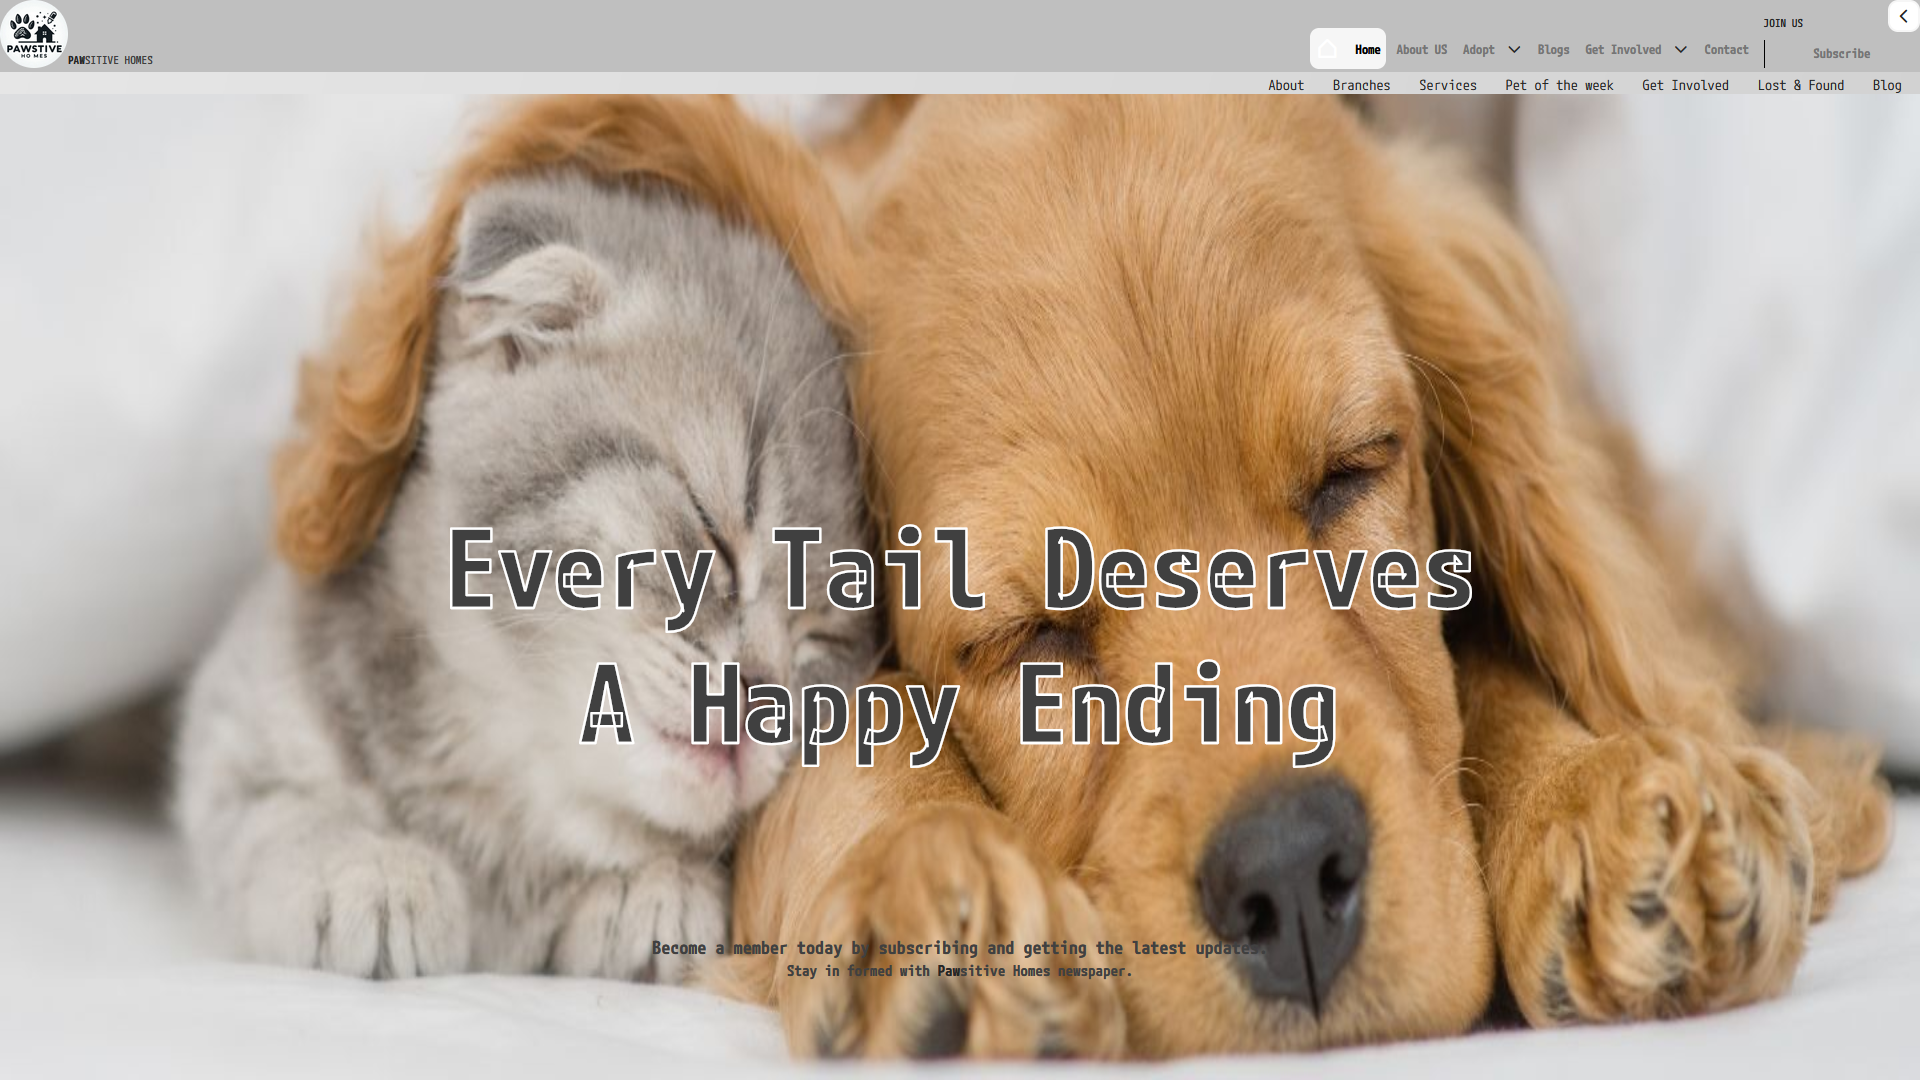 PAWSTIVE
HO MES
PAWSITIVE HOMES
JOIN US
Home
About US
Adopt
Blogs
Get Involved
Contact
Subscribe
About
Branches
Services
Pet of the week
Get Involved
Lost & Found
Blog
Every Tail Deserves
A Happy Ending
Become a member today by subscribing and getting the latest updates.
Stay in formed with Pawsitive Homes newspaper.